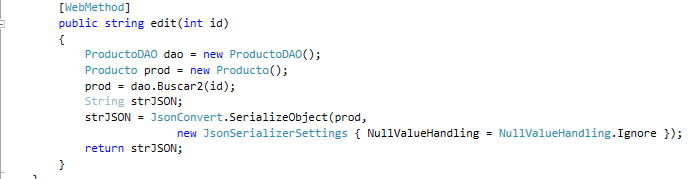 [WebMethod]
public string edit(int id)
{
ProductoDAO dao = new ProductoDAO();
Producto prod = new Producto();
prod = dao.Buscar2(id);
String strJSON;
strJSON = JsonConvert.SerializeObject(prod,
new JsonSerializerSettings { NullValueHandling = NullValueHandling.Ignore });
return strJSON;
}